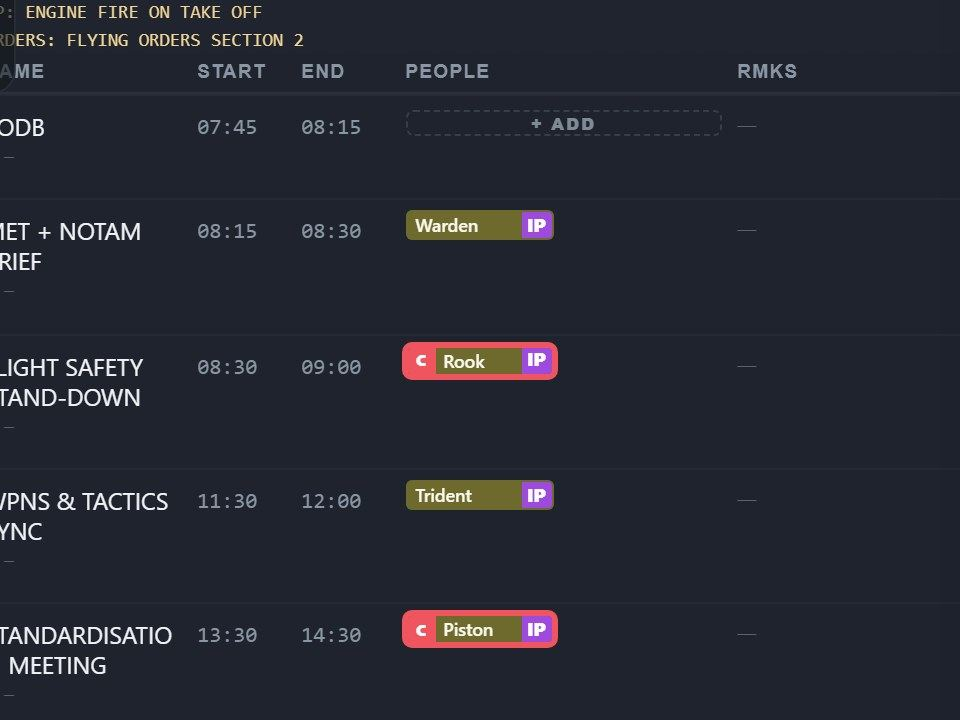 P: ENGINE FIRE ON TAKE OFF
RDERS: FLYING ORDERS SECTION 2
AME START END PEOPLE RMKS
ODB 07:45 08:15 + ADD —
—
MET + NOTAM 08:15 08:30 Warden IP —
RIEF
—
LIGHT SAFETY 08:30 09:00 C Rook IP —
TAND-DOWN
—
WPNS & TACTICS 11:30 12:00 Trident IP —
YNC
—
TANDARDISATIO 13:30 14:30 C Piston IP —
MEETING
—